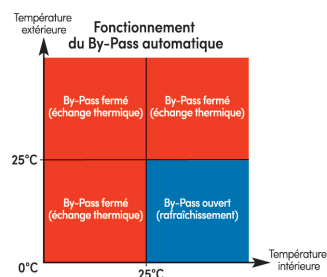 Température
extérieure
Fonctionnement
du By-Pass automatique
By-Pass fermé
(échange thermique)
By-Pass fermé
(échange thermique)
25°C
By-Pass fermé
(échange thermique)
By-Pass ouvert
(rafraîchissement)
0°C
25°C
Température
intérieure